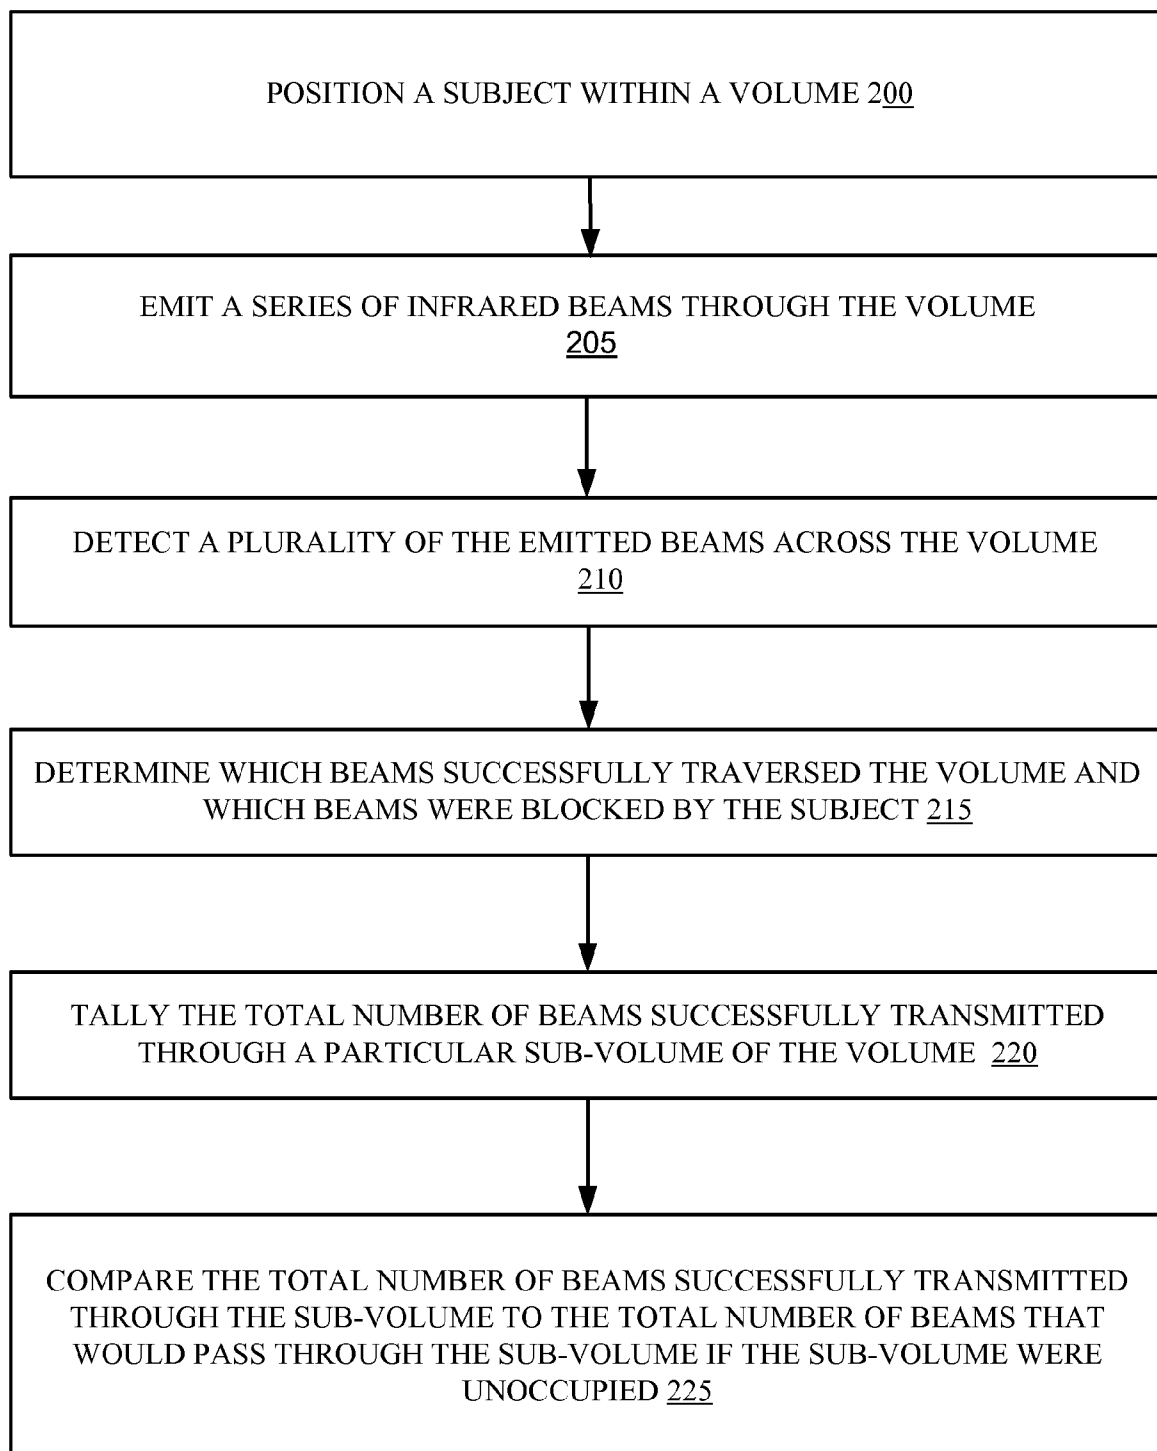 POSITION A SUBJECT WITHIN A VOLUME 200
EMIT A SERIES OF INFRARED BEAMS THROUGH THE VOLUME
205
DETECT A PLURALITY OF THE EMITTED BEAMS ACROSS THE VOLUME
210
DETERMINE WHICH BEAMS SUCCESSFULLY TRAVERSED THE VOLUME AND
WHICH BEAMS WERE BLOCKED BY THE SUBJECT 215
TALLY THE TOTAL NUMBER OF BEAMS SUCCESSFULLY TRANSMITTED
THROUGH A PARTICULAR SUB-VOLUME OF THE VOLUME 220
COMPARE THE TOTAL NUMBER OF BEAMS SUCCESSFULLY TRANSMITTED
THROUGH THE SUB-VOLUME TO THE TOTAL NUMBER OF BEAMS THAT
WOULD PASS THROUGH THE SUB-VOLUME IF THE SUB-VOLUME WERE
UNOCCUPIED 225